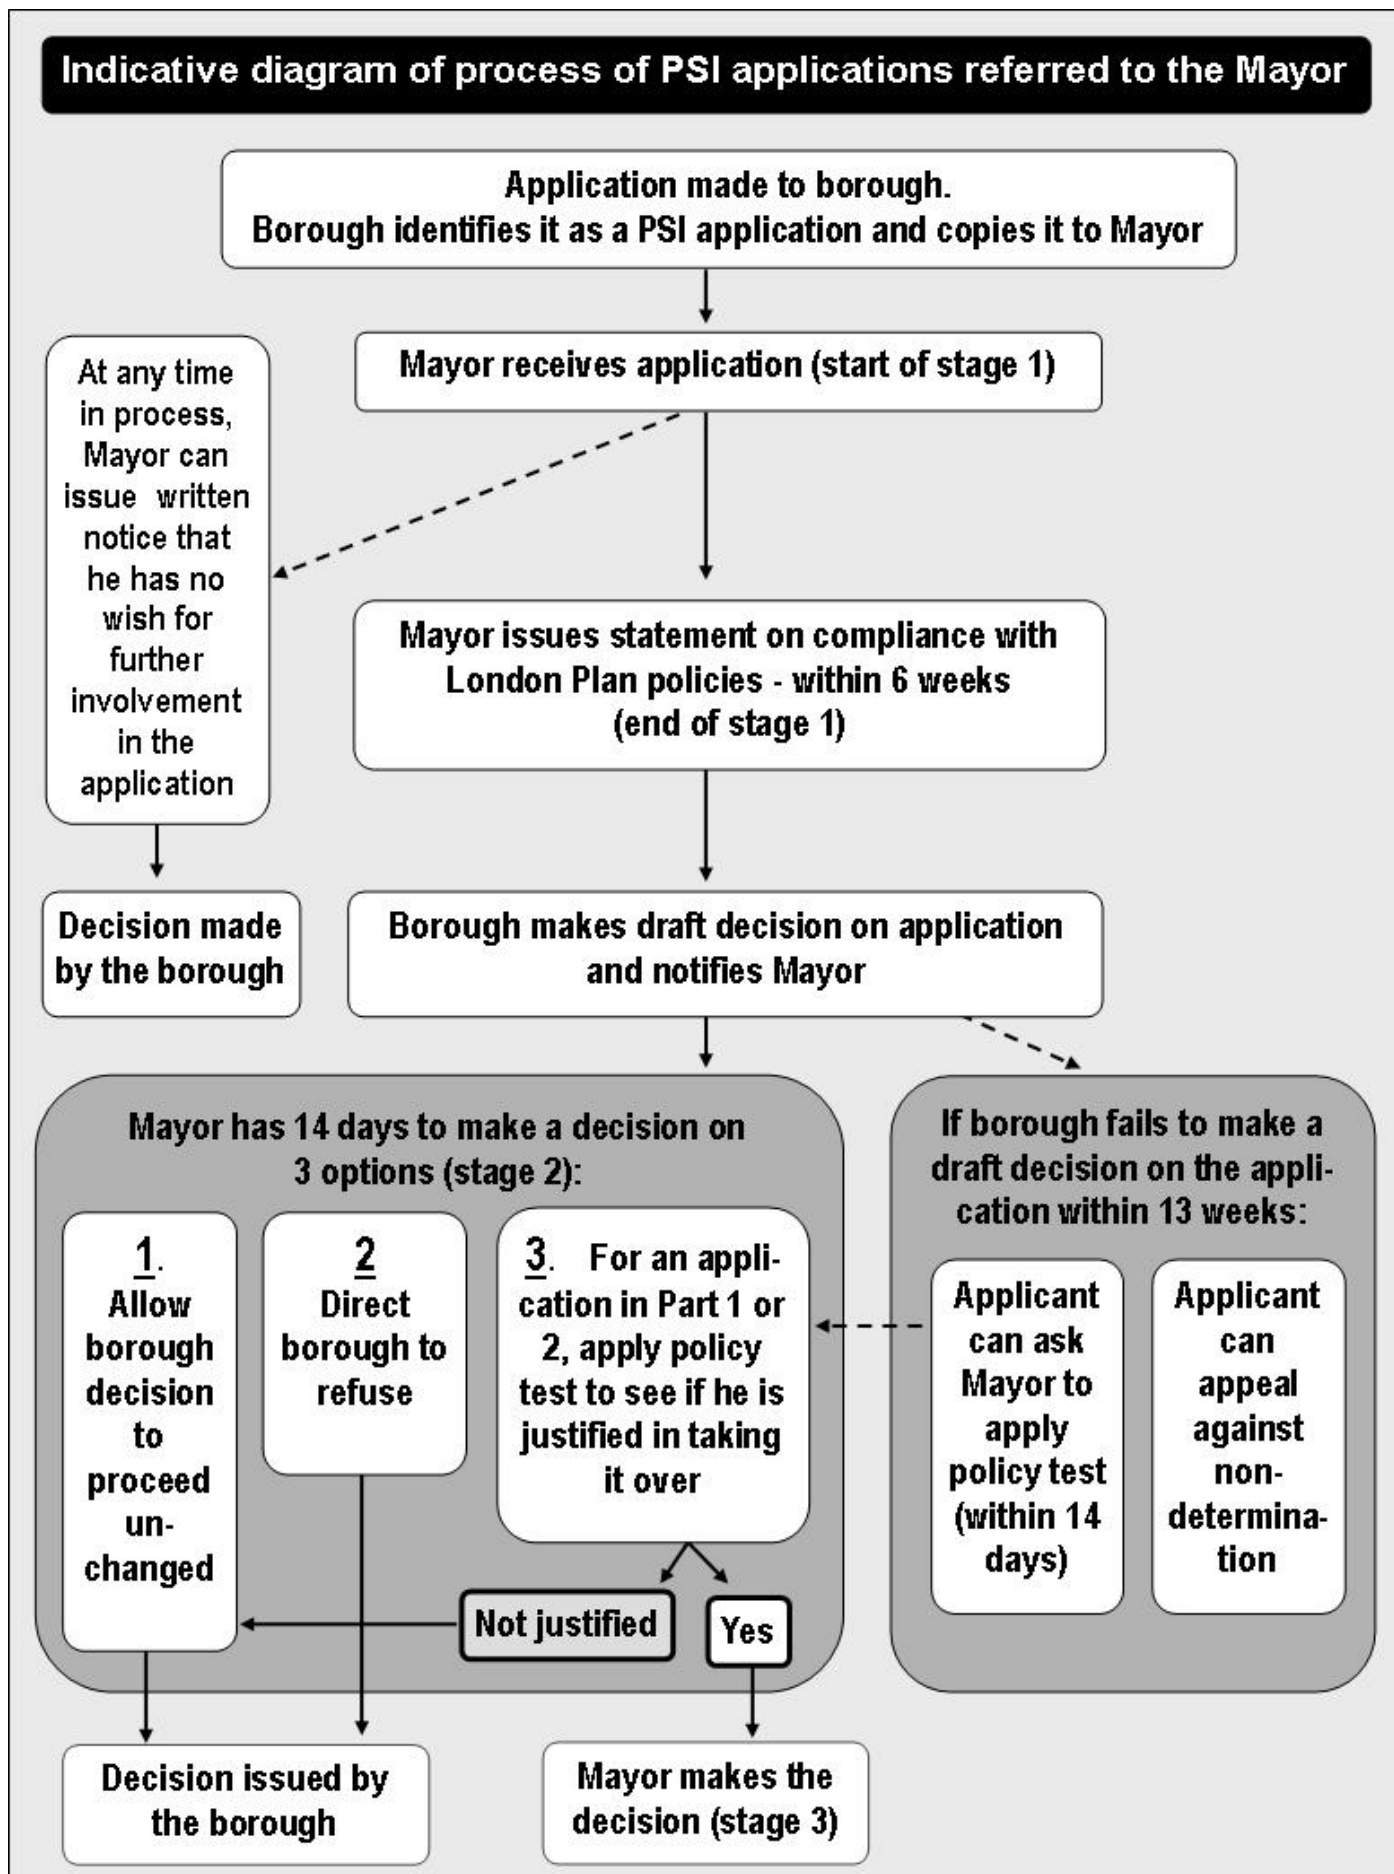 Indicative diagram of process of PSI applications referred to the Mayor
Application made to borough.
Borough identifies it as a PSI application and copies it to Mayor
Mayor receives application (start of stage 1)
At any time
in process,
Mayor can
issue written
notice that
he has no
wish for
further
involvement
in the
application
Mayor issues statement on compliance with
London Plan policies - within 6 weeks
(end of stage 1)
Decision made
by the borough
Borough makes draft decision on application
and notifies Mayor
Mayor has 14 days to make a decision on
3 options (stage 2):
1.
Allow
borough
decision
to
proceed
un-
changed
2
Direct
borough to
refuse
3. For an appli-
cation in Part 1 or
2, apply policy
test to see if he is
justified in taking
it over
Not justified
Yes
If borough fails to make a
draft decision on the appli-
cation within 13 weeks:
Applicant
can ask
Mayor to
apply
policy test
(within 14
days)
Applicant
can
appeal
against
non-
determina-
tion
Decision issued by
the borough
Mayor makes the
decision (stage 3)